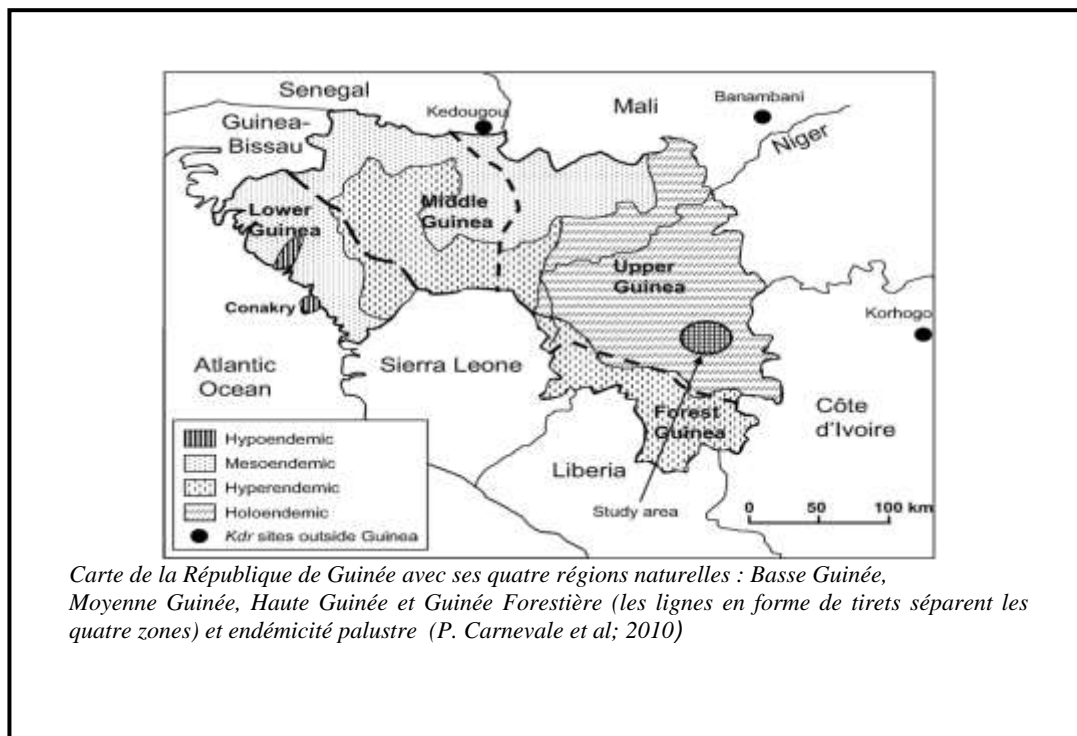 Senegal
Mali
Banambani
Kedougou
Guinea-
Bissau
Niger
Lower
Guinea
Middle
Guinea
Upper
Guinea
Conakry
Korhogo
Atlantic
Ocean
Sierra Leone
Côte
d'Ivoire
Forest
Guinea
Liberia
Study area
0 50 100 km
Hypoendemic
Mesoendemic
Hyperendemic
Holoendemic
Kdr sites outside Guinea
Carte de la République de Guinée avec ses quatre régions naturelles : Basse Guinée,
Moyenne Guinée, Haute Guinée et Guinée Forestière (les lignes en forme de tirets séparent les
quatre zones) et endémicité palustre (P. Carnevale et al; 2010)